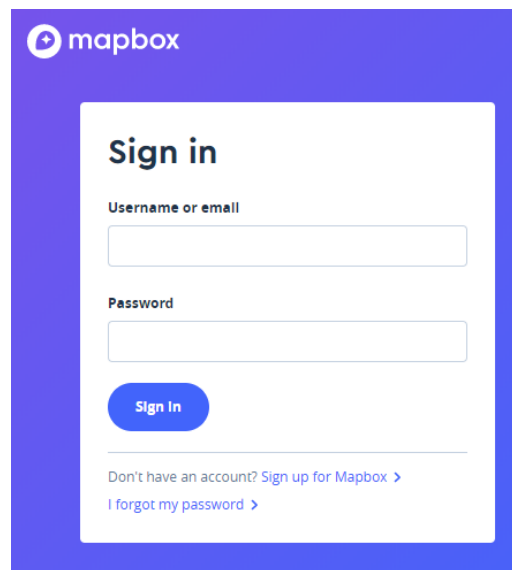 mapbox
Sign in
Username or email
Password
Sign In
Don't have an account? Sign up for Mapbox
I forgot my password